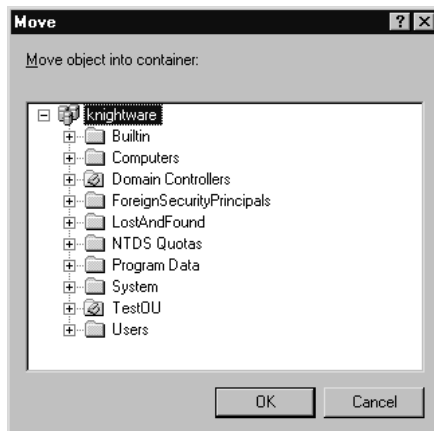 Move
Move object into container:
knightware
Builtin
Computers
Domain Controllers
ForeignSecurityPrincipals
LostAndFound
NTDS Quotas
Program Data
System
TestOU
Users
OK Cancel